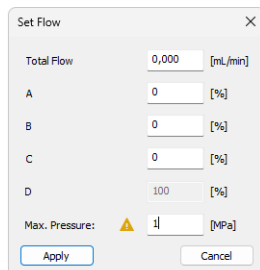 Set Flow
Total Flow 0,000 [mL/min]
A 0 [%]
B 0 [%]
C 0 [%]
D 100 [%]
Max. Pressure: 1 [MPa]
Apply Cancel